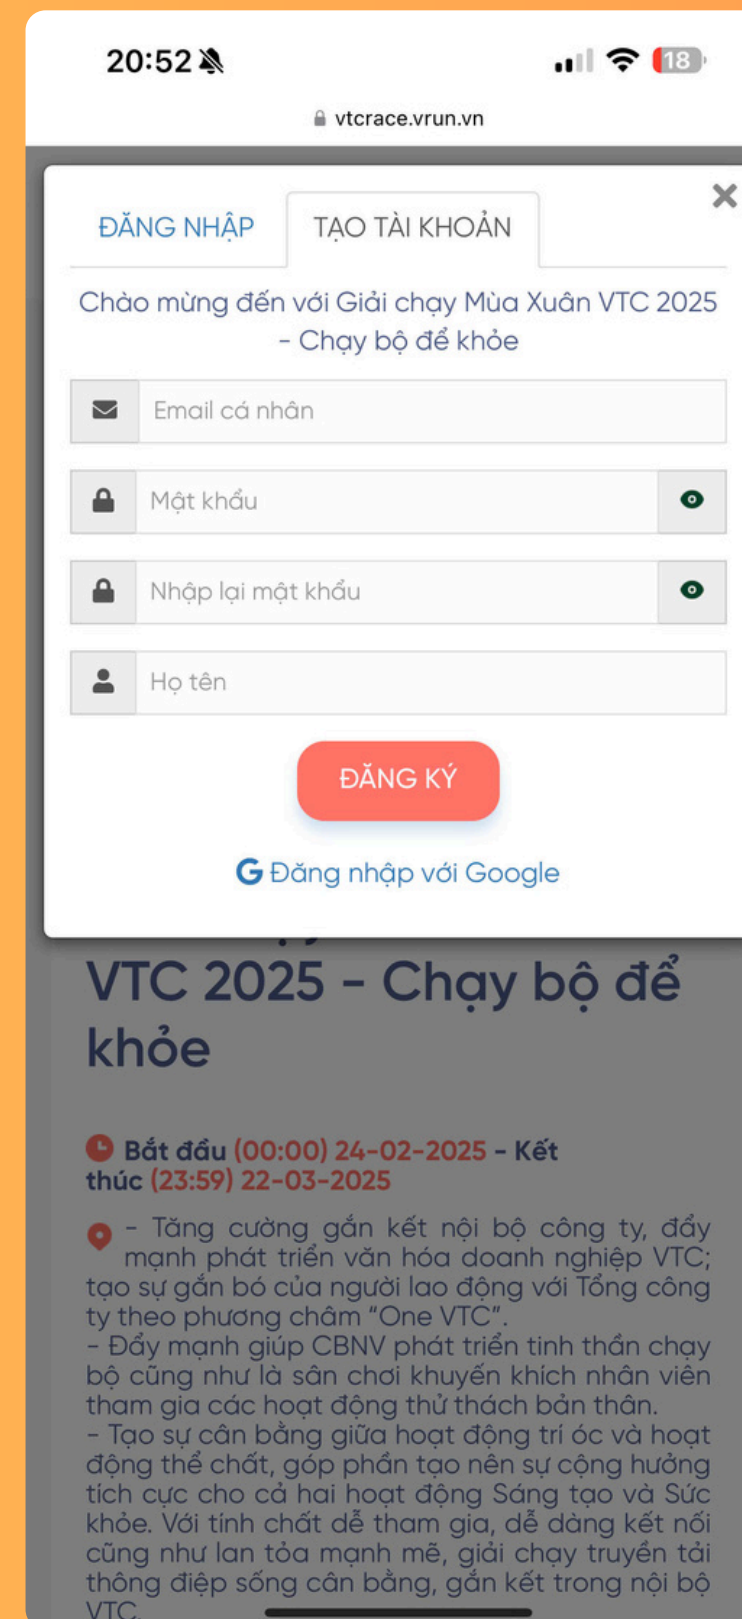 20:52
18
vtcrace.vrun.vn
ĐĂNG NHẬP
TẠO TÀI KHOẢN
Chào mừng đến với Giải chạy Mùa Xuân VTC 2025
- Chạy bộ để khỏe
Email cá nhân
Mật khẩu
Nhập lại mật khẩu
Họ tên
ĐĂNG KÝ
G Đăng nhập với Google
VTC 2025 - Chạy bộ để
khỏe
Bắt đầu (00:00) 24-02-2025 - Kết
thúc (23:59) 22-03-2025
- Tăng cường gắn kết nội bộ công ty, đẩy
mạnh phát triển văn hóa doanh nghiệp VTC;
tạo sự gắn bó của người lao động với Tổng công
ty theo phương châm “One VTC”.
- Đẩy mạnh giúp CBNV phát triển tinh thần chạy
bộ cũng như là sân chơi khuyến khích nhân viên
tham gia các hoạt động thử thách bản thân.
- Tạo sự cân bằng giữa hoạt động trí óc và hoạt
động thể chất, góp phần tạo nên sự cộng hưởng
tích cực cho cả hai hoạt động Sáng tạo và Sức
khỏe. Với tính chất dễ tham gia, dễ dàng kết nối
cũng như lan tỏa mạnh mẽ, giải chạy truyền tải
thông điệp sống cân bằng, gắn kết trong nội bộ
VTC.